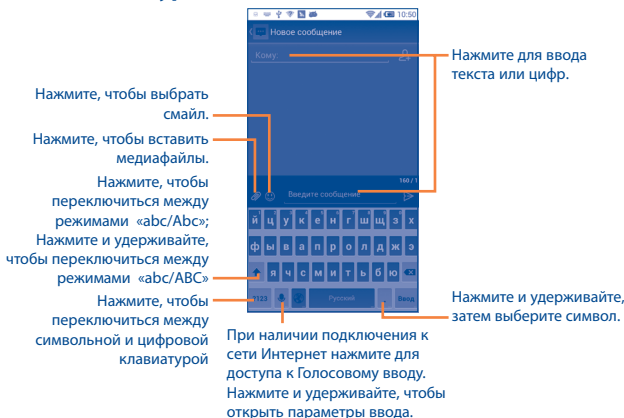 10:50
Новое сообщение
Кому:
Нажмите для ввода
текста или цифр.
Нажмите, чтобы выбрать
смайл.
Нажмите, чтобы вставить
медиафайлы.
Нажмите, чтобы
переключиться между
режимами «abc/Abc»;
Нажмите и удерживайте,
чтобы переключиться между
режимами «abc/ABC»
Нажмите, чтобы
переключиться между
символьной и цифровой
клавиатурой
160 / 1
Введите сообщение
й ц у к е н г ш щ з х
ф ы в а п р о л д ж э
я ч с м и т ь б ю
?123 Русский Ввод
Нажмите и удерживайте,
затем выберите символ.
При наличии подключения к
сети Интернет нажмите для
доступа к Голосовому вводу.
Нажмите и удерживайте, чтобы
открыть параметры ввода.